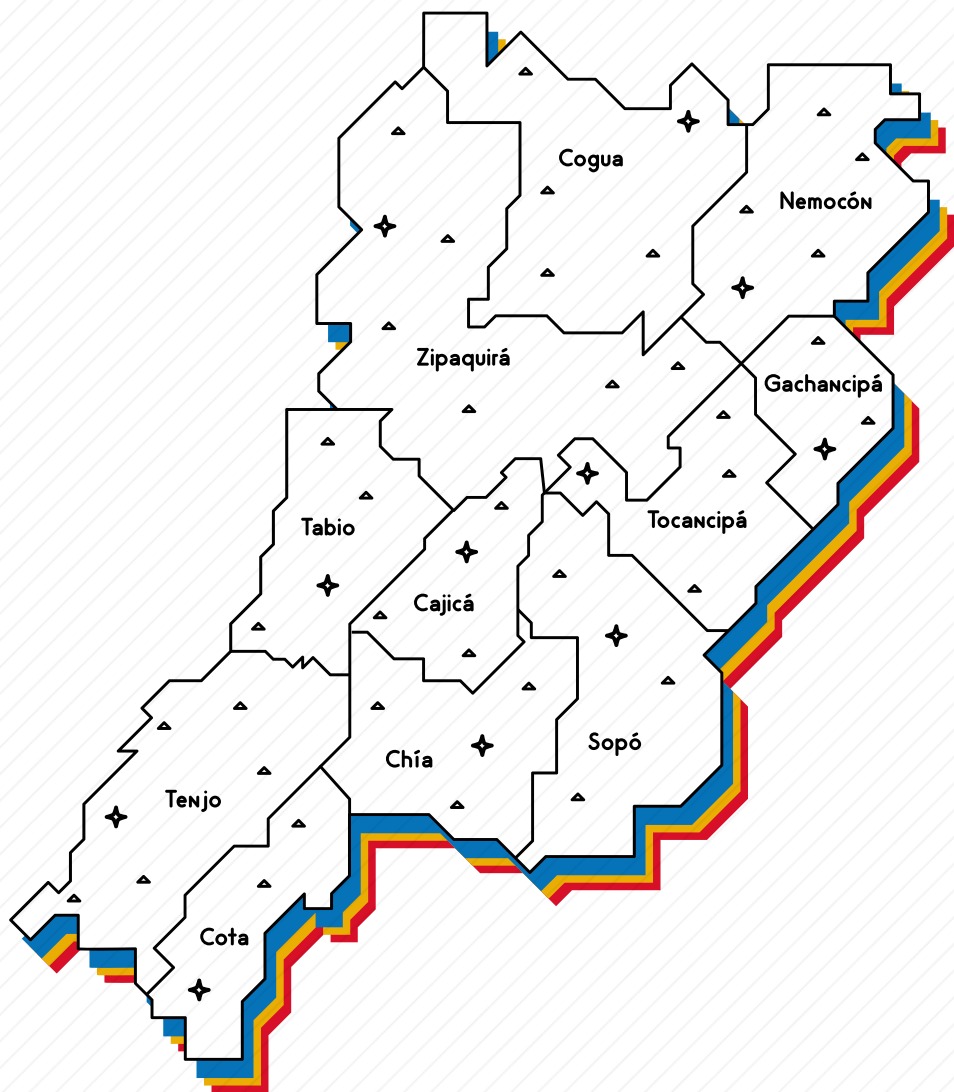 Cogua
Nemocón
Zipaquirá
Gachancipá
Tabio
Tocancipá
Cajicá
Sopó
Chía
Tenjo
Cota